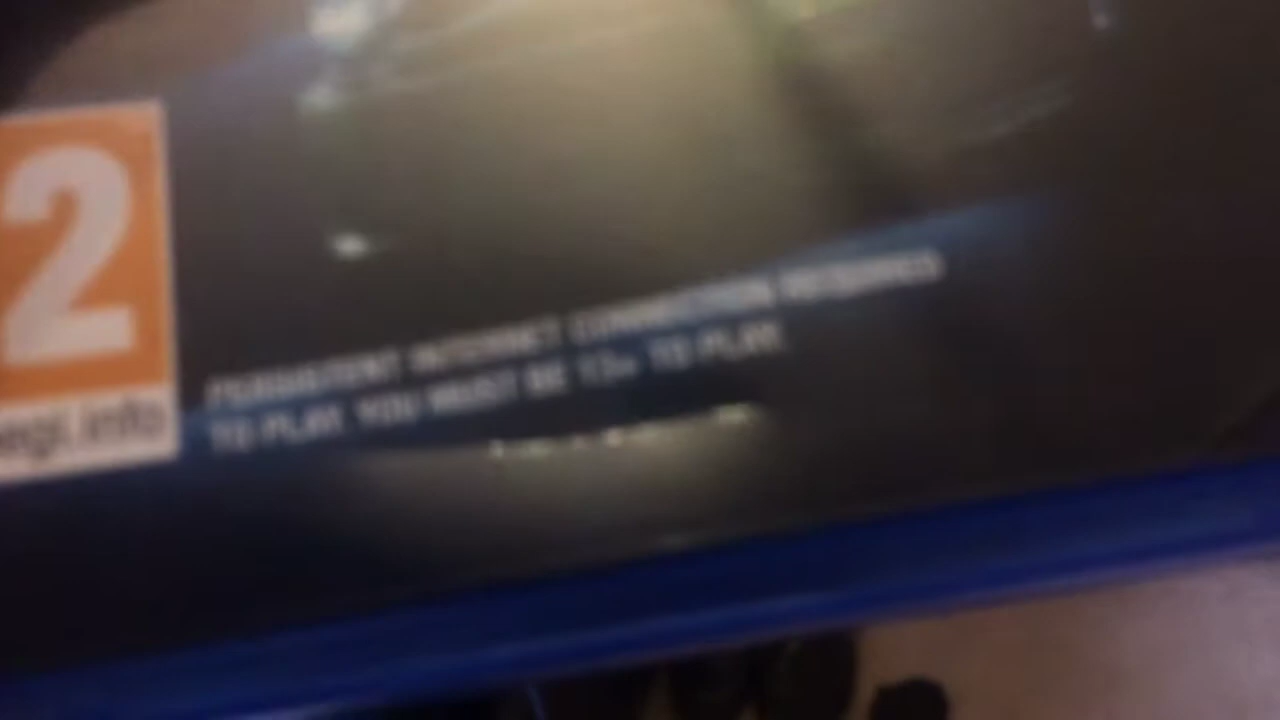 2
egi.info
PERSISTENT INTERNET CONNECTION REQUIRED
TO PLAY. YOU MUST BE 13+ TO PLAY.